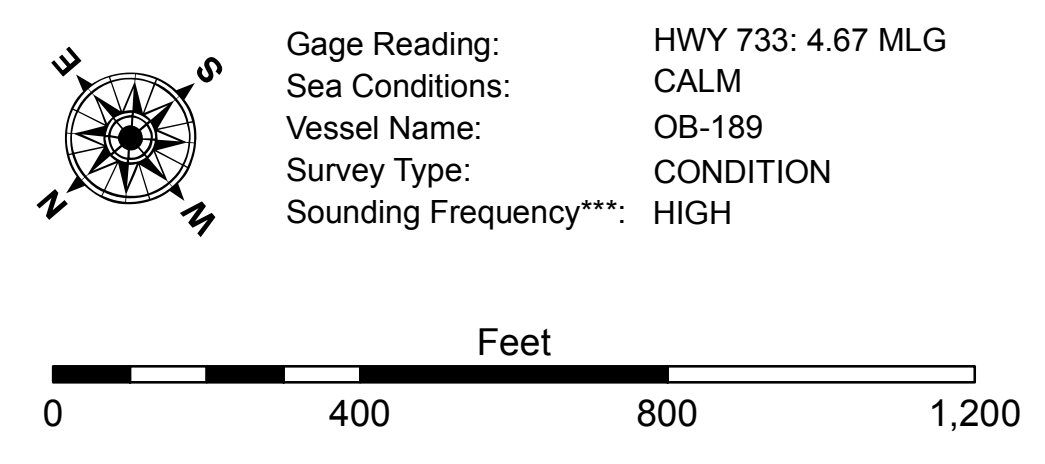 E S
N W
Gage Reading: HWY 733: 4.67 MLG
Sea Conditions: CALM
Vessel Name: OB-189
Survey Type: CONDITION
Sounding Frequency***: HIGH
Feet
0 400 800 1,200